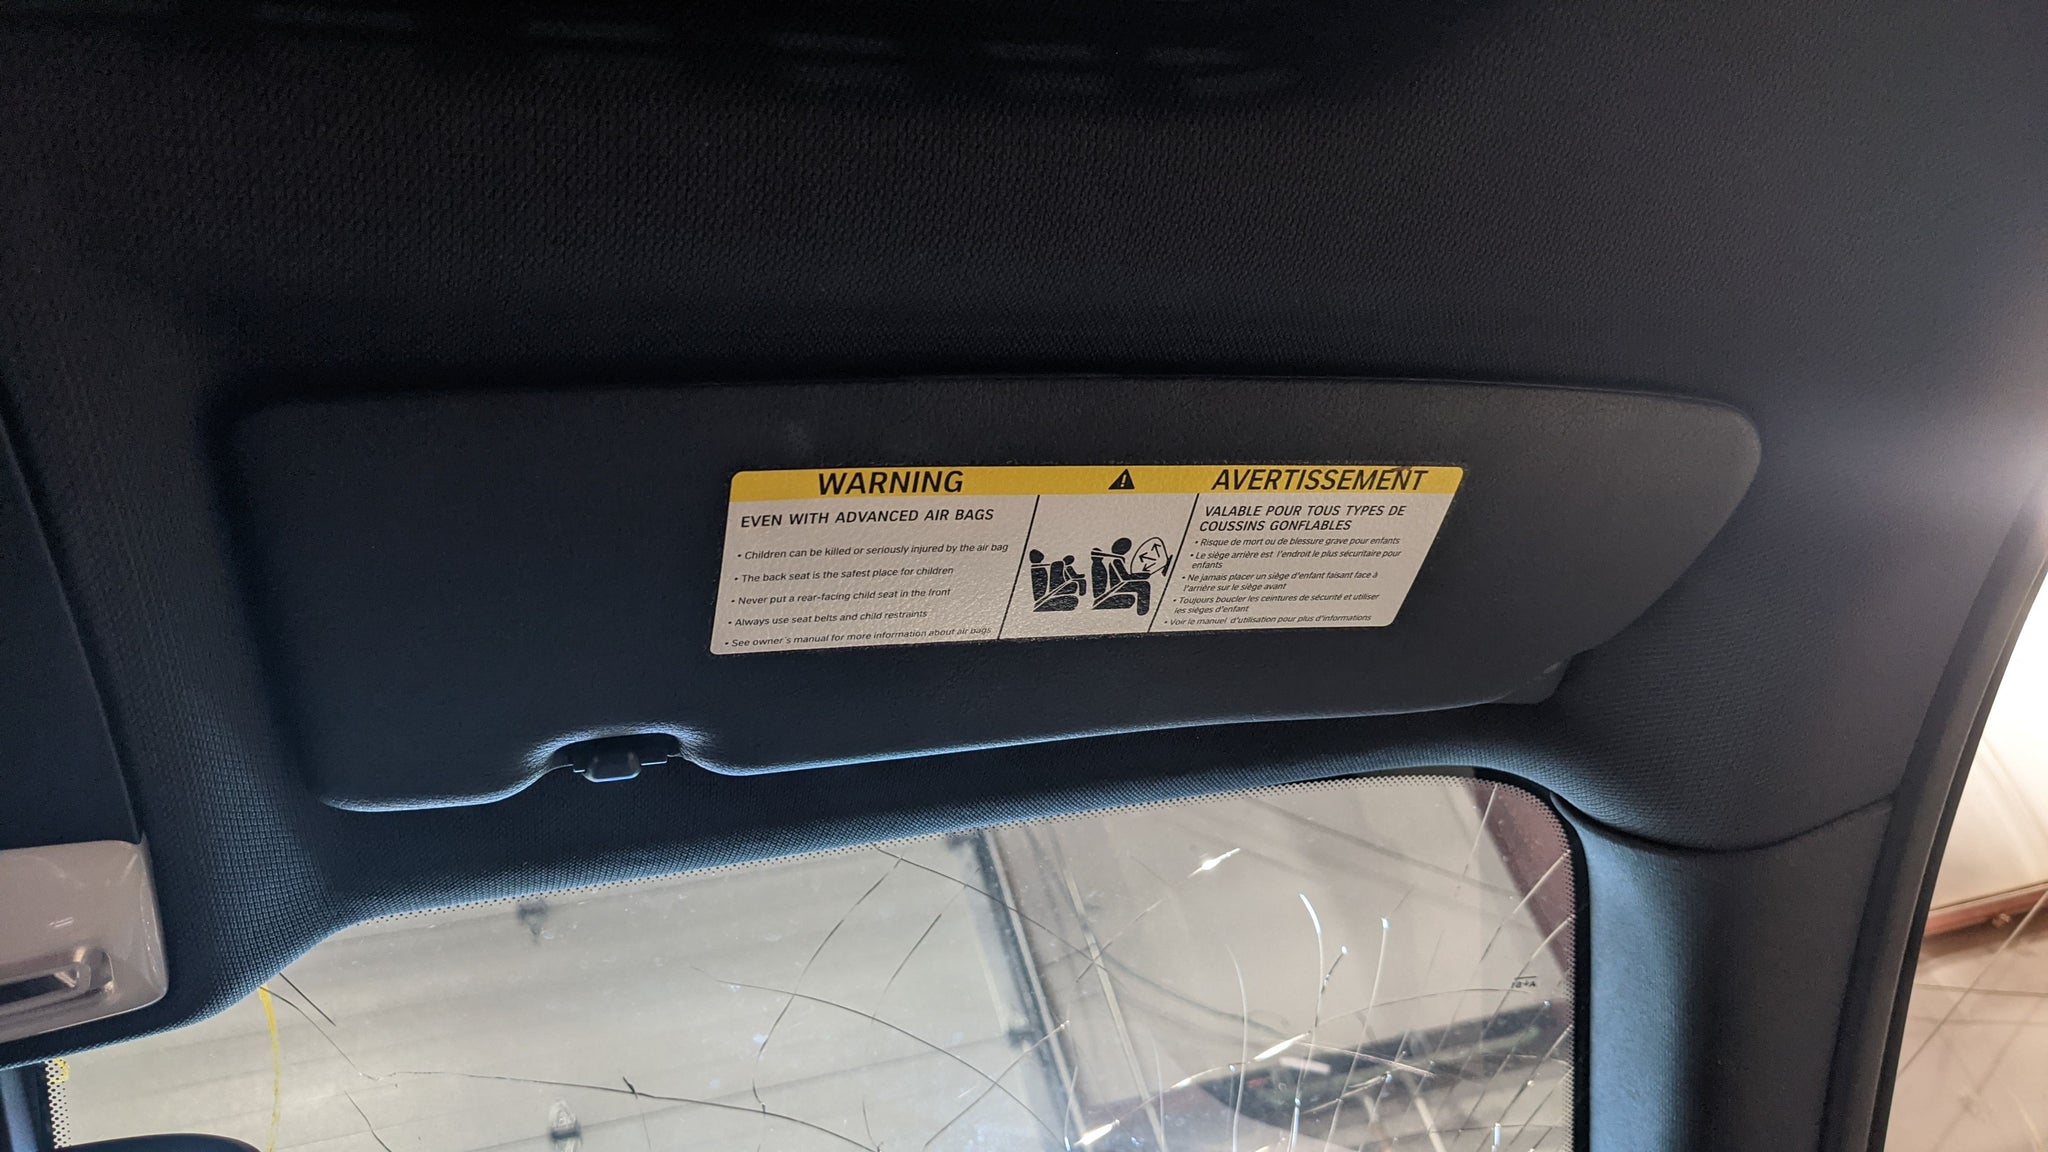 WARNING
EVEN WITH ADVANCED AIR BAGS
• Children can be killed or seriously injured by the air bag
• The back seat is the safest place for children
• Never put a rear-facing child seat in the front
• Always use seat belts and child restraints
• See owner's manual for more information about air bags
AVERTISSEMENT
VALABLE POUR TOUS TYPES DE
COUSSINS GONFLABLES
• Risque de mort ou de blessure grave pour enfants
• Le siège arrière est l'endroit le plus sécuritaire pour
enfants
• Ne jamais placer un siège d'enfant faisant face à
l'arrière sur le siège avant
• Toujours boucler les ceintures de sécurité et utiliser
les sièges d'enfant
• Voir le manuel d'utilisation pour plus d'informations